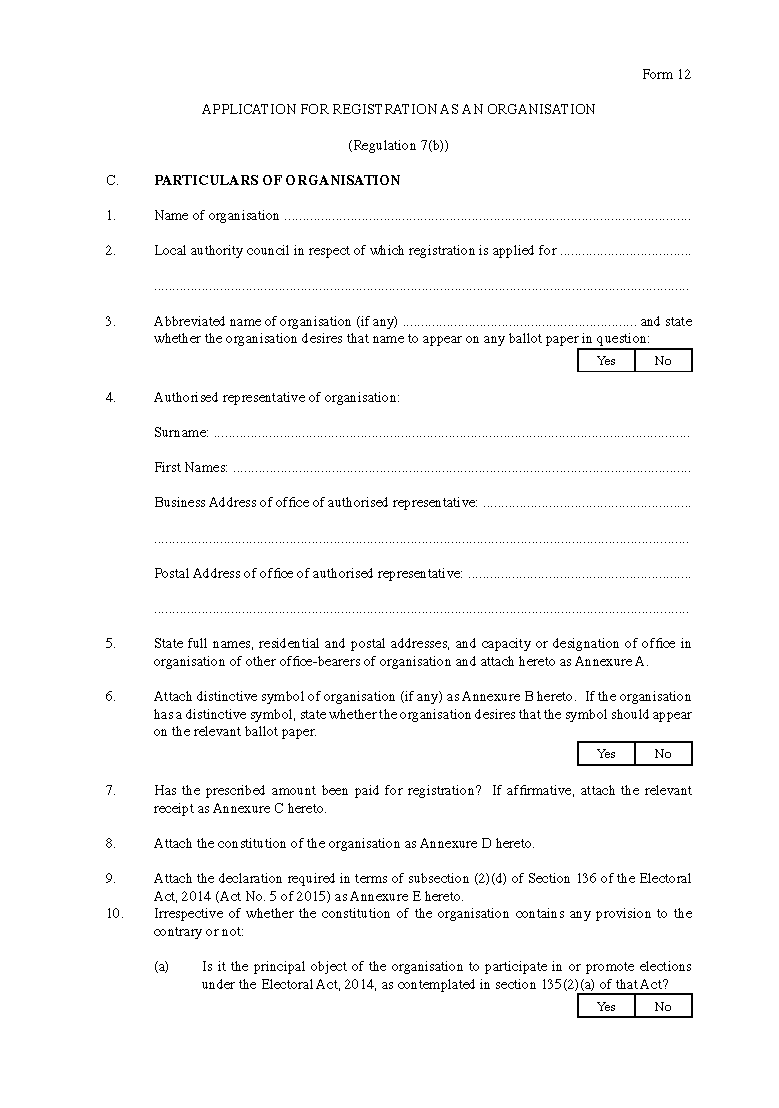 Form 12
APPLICATION FOR REGISTRATION AS AN ORGANISATION
(Regulation 7(b))
C. PARTICULARS OF ORGANISATION
1. Name of organisation ..............................................................................................................
2. Local authority council in respect of which registration is applied for ...................................
.................................................................................................................................................
3. Abbreviated name of organisation (if any) ............................................................... and state
whether the organisation desires that name to appear on any ballot paper in question:
Yes No
4. Authorised representative of organisation:
Surname: .................................................................................................................................
First Names: ............................................................................................................................
Business Address of office of authorised representative: ........................................................
.................................................................................................................................................
Postal Address of office of authorised representative: ............................................................
.................................................................................................................................................
5. State full names, residential and postal addresses, and capacity or designation of office in
organisation of other office-bearers of organisation and attach hereto as Annexure A.
6. Attach distinctive symbol of organisation (if any) as Annexure B hereto. If the organisation
has a distinctive symbol, state whether the organisation desires that the symbol should appear
on the relevant ballot paper.
Yes No
7. Has the prescribed amount been paid for registration? If affirmative, attach the relevant
receipt as Annexure C hereto.
8. Attach the constitution of the organisation as Annexure D hereto.
9. Attach the declaration required in terms of subsection (2)(d) of Section 136 of the Electoral
Act, 2014 (Act No. 5 of 2015) as Annexure E hereto.
10. Irrespective of whether the constitution of the organisation contains any provision to the
contrary or not:
(a) Is it the principal object of the organisation to participate in or promote elections
under the Electoral Act, 2014, as contemplated in section 135(2)(a) of that Act?
Yes No